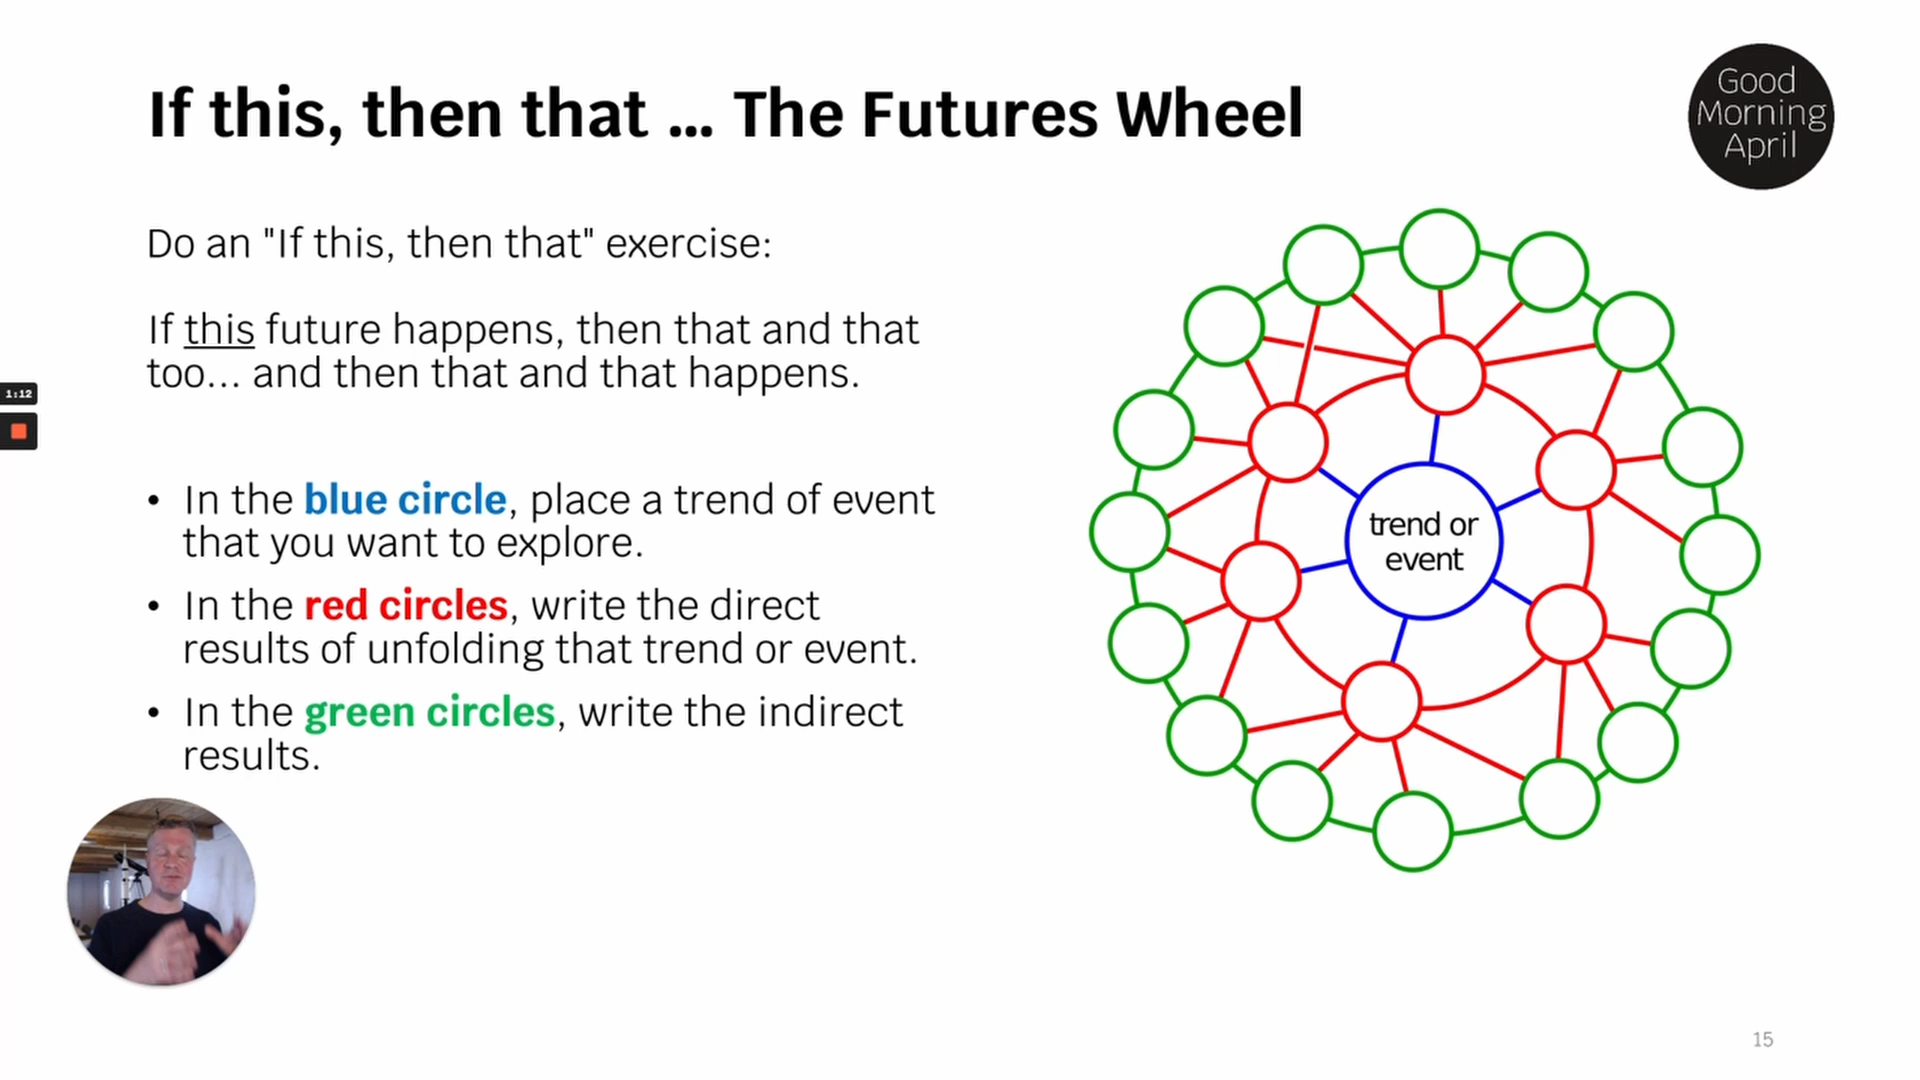 If this, then that ... The Futures Wheel
Good
Morning
April
Do an "If this, then that" exercise:
If this future happens, then that and that
too... and then that and that happens.
1:12
• In the blue circle, place a trend of event
that you want to explore.
• In the red circles, write the direct
results of unfolding that trend or event.
• In the green circles, write the indirect
results.
trend or
event
15